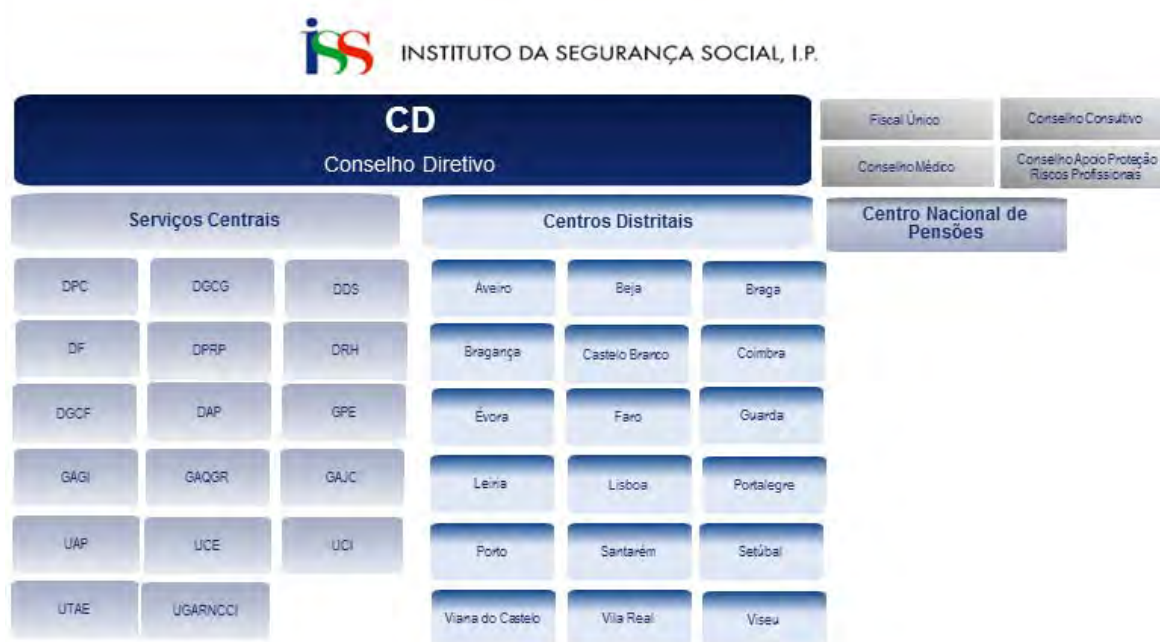 iss INSTITUTO DA SEGURANÇA SOCIAL, I.P.
CD
Conselho Diretivo
Fiscal Único
Conselho Consultivo
Conselho Médico
Conselho Apoio Proteção
Riscos Profissionais
Serviços Centrais
Centros Distritais
Centro Nacional de
Pensões
DPC
DGCG
DDS
DF
DPRP
DRH
DGCF
DAP
GPE
GAGI
GAQGR
GAJC
UAP
UCE
UCI
UTAE
UGARNCCI
Aveiro
Beja
Braga
Bragança
Castelo Branco
Coimbra
Évora
Faro
Guarda
Leiria
Lisboa
Portalegre
Porto
Santarém
Setúbal
Viana do Castelo
Vila Real
Viseu